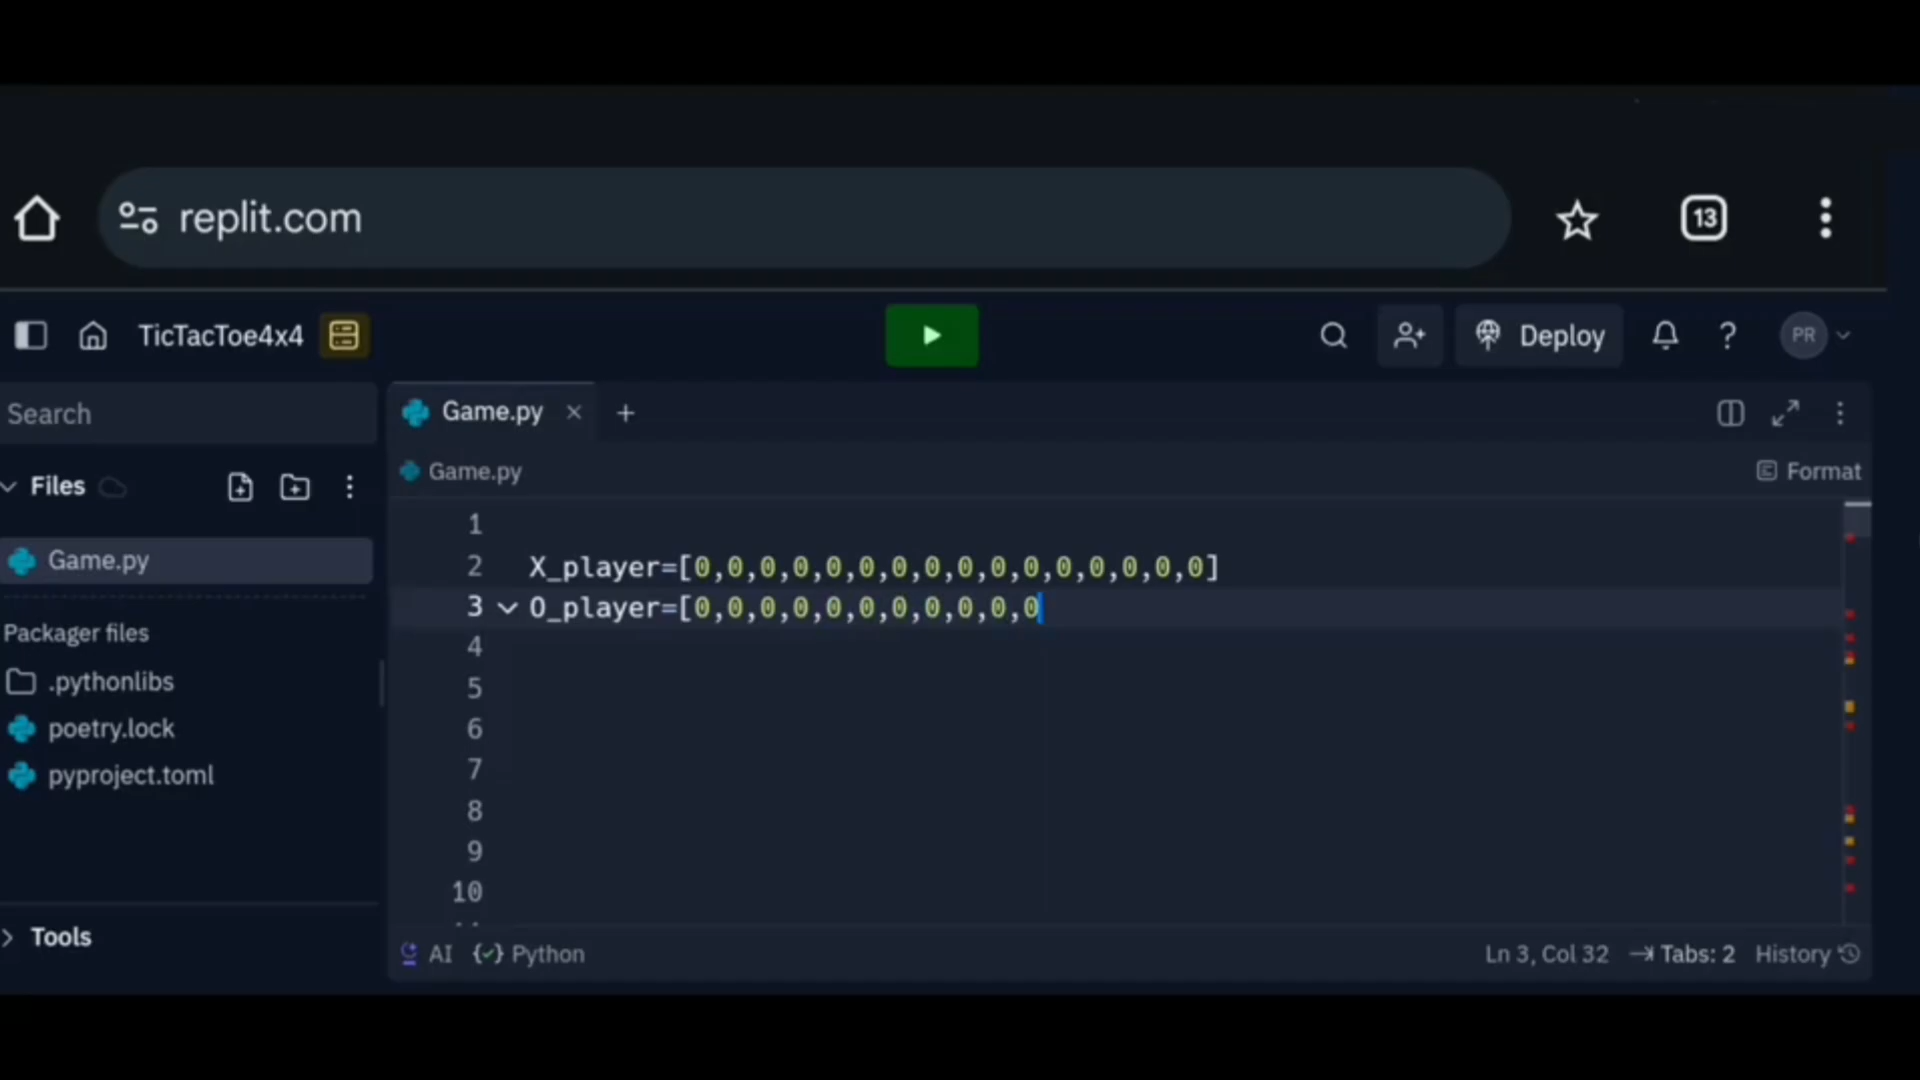 replit.com
13
TicTacToe4x4
Deploy
?
PR
Search
Game.py
Files
Game.py
Format
Game.py
1
2 X_player=[0,0,0,0,0,0,0,0,0,0,0,0,0,0,0,0]
3 O_player=[0,0,0,0,0,0,0,0,0,0,0
4
5
6
7
8
9
10
Packager files
.pythonlibs
poetry.lock
pyproject.toml
Tools
AI
Python
Ln 3, Col 32
Tabs: 2
History